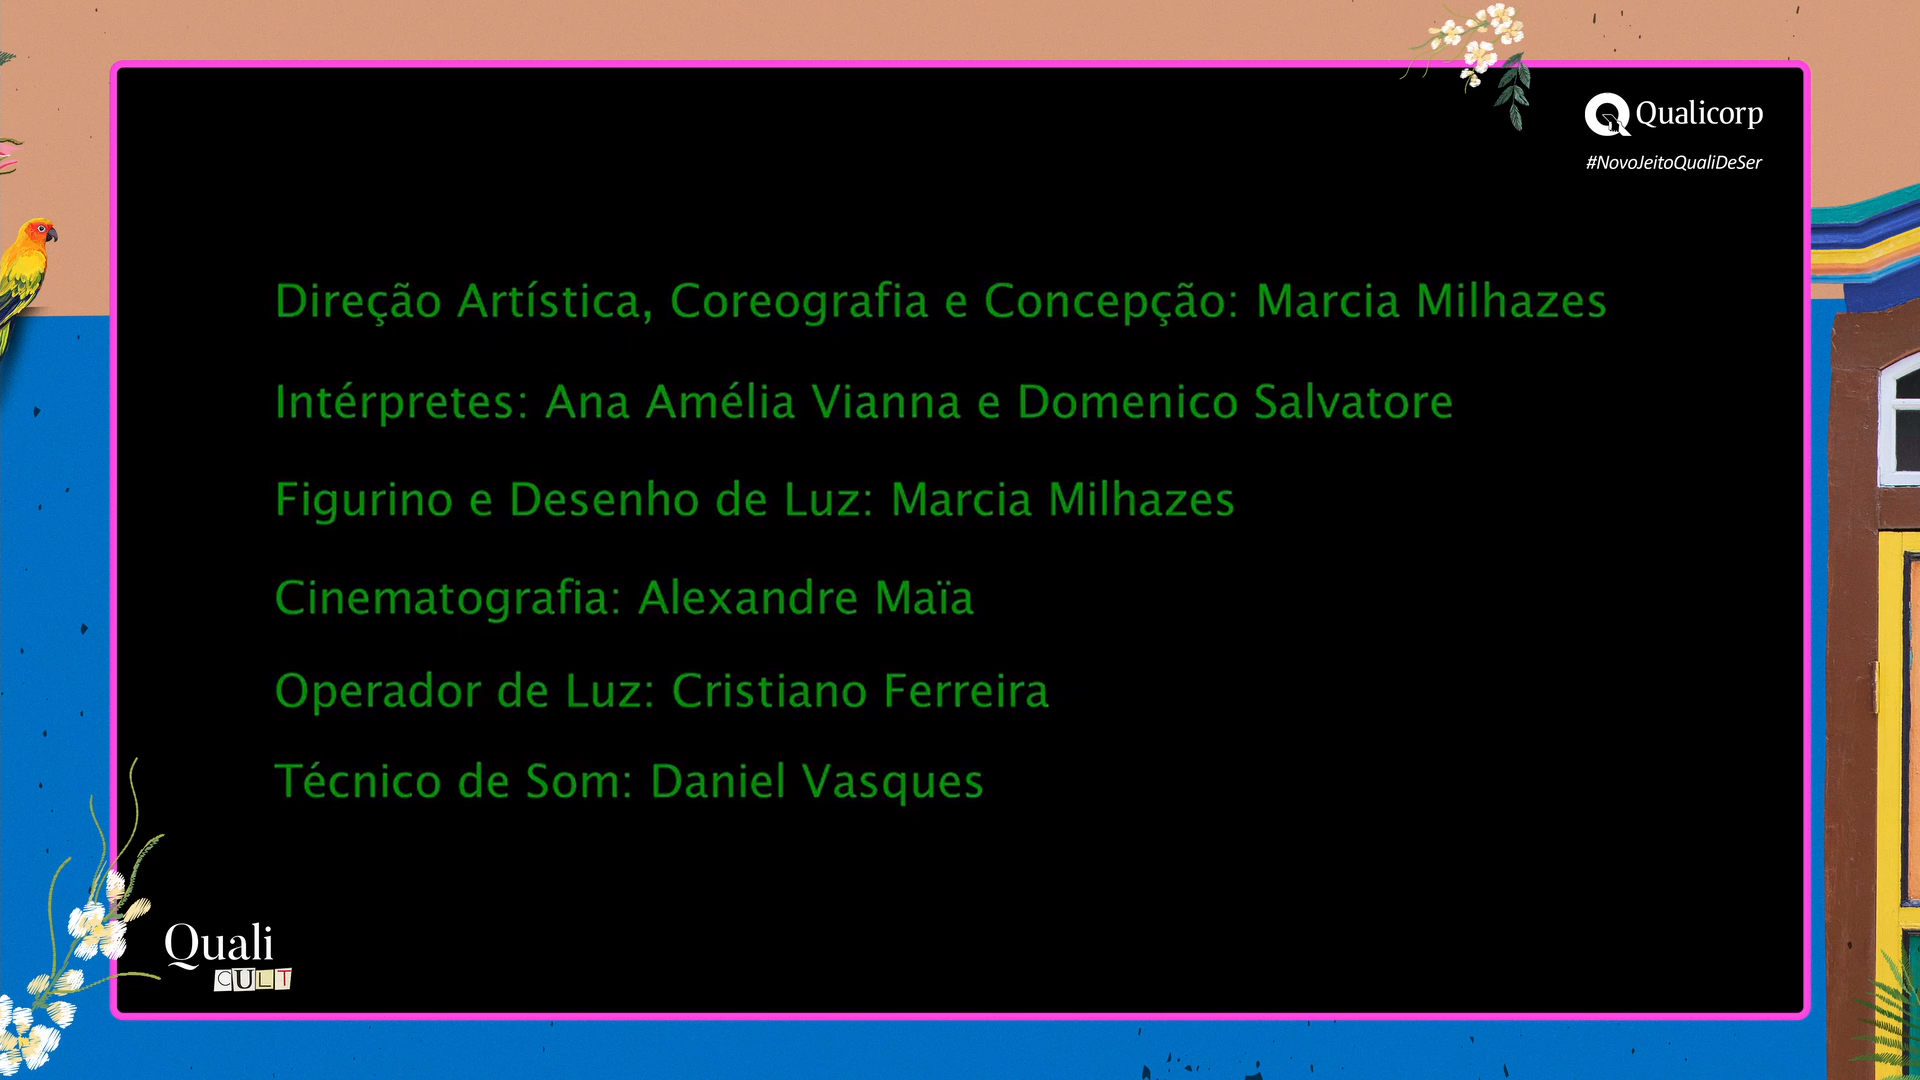 Qualicorp
#NovoJeitoQualiDeSer
Direção Artística, Coreografia e Concepção: Marcia Milhazes
Intérpretes: Ana Amélia Vianna e Domenico Salvatore
Figurino e Desenho de Luz: Marcia Milhazes
Cinematografia: Alexandre Maïa
Operador de Luz: Cristiano Ferreira
Técnico de Som: Daniel Vasques
Quali
CULT